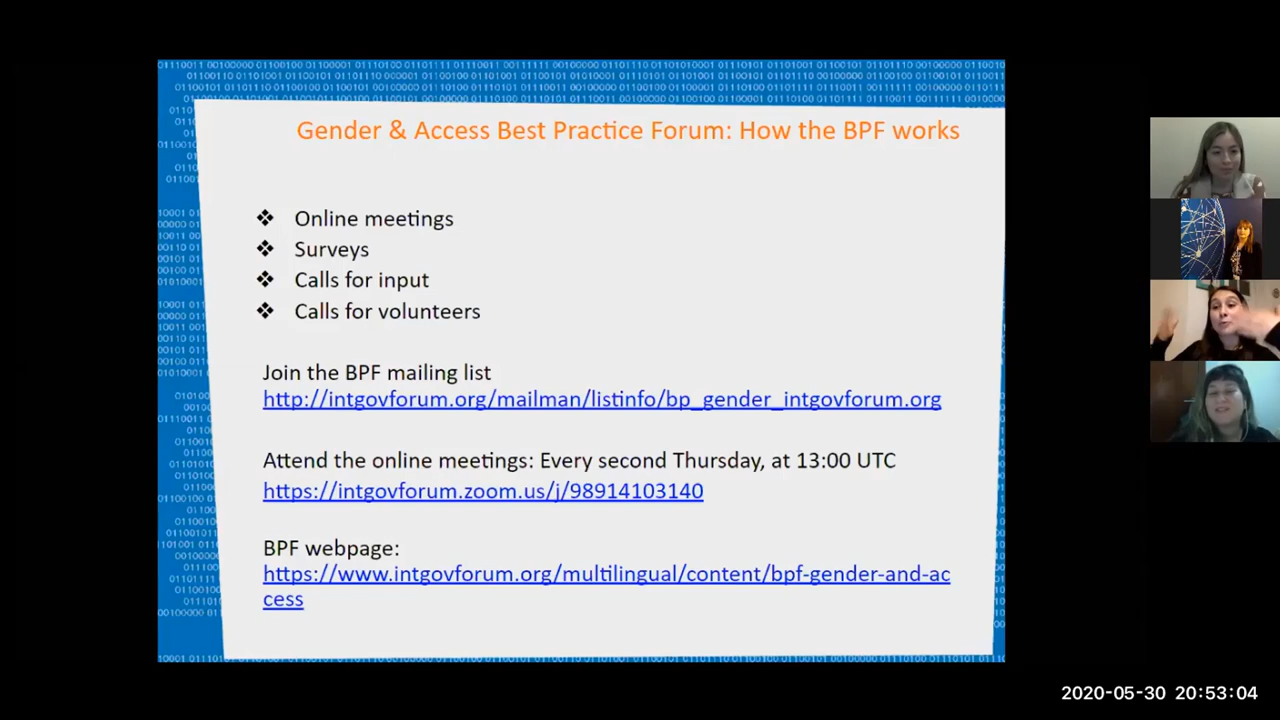 Gender & Access Best Practice Forum: How the BPF works
❖ Online meetings
❖ Surveys
❖ Calls for input
❖ Calls for volunteers
Join the BPF mailing list
http://intgovforum.org/mailman/listinfo/bp_gender_intgovforum.org
Attend the online meetings: Every second Thursday, at 13:00 UTC
https://intgovforum.zoom.us/j/98914103140
BPF webpage:
https://www.intgovforum.org/multilingual/content/bpf-gender-and-ac
cess
2020-05-30 20:53:04